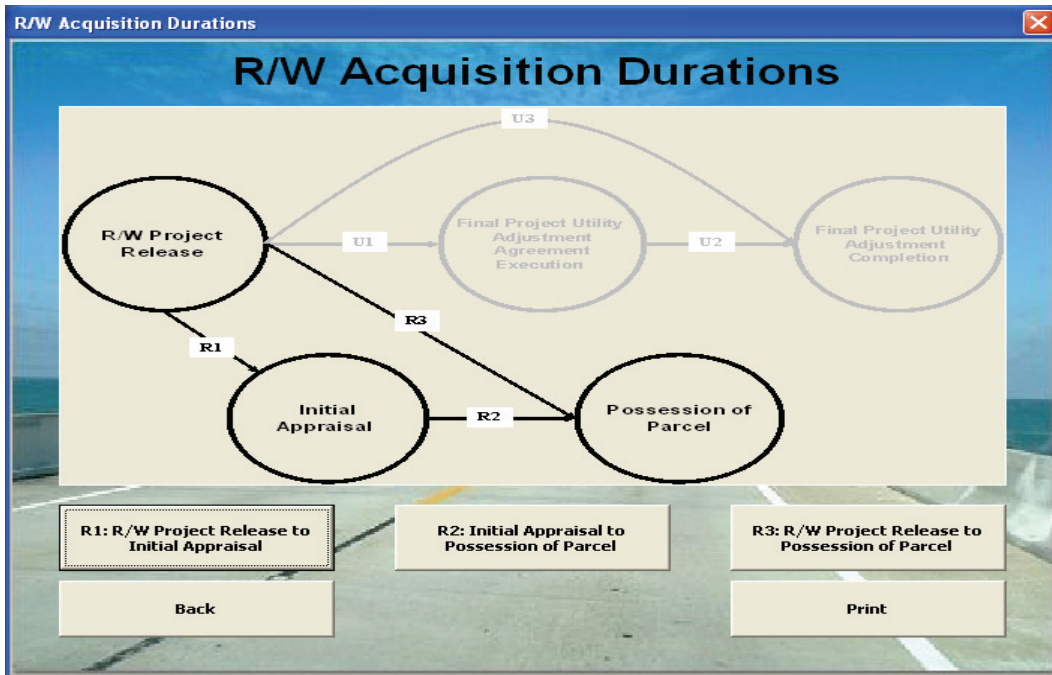 R/W Acquisition Durations
R/W Acquisition Durations
U3
R/W Project
Release
U1
Final Project Utility
Adjustment
Agreement
Execution
U2
Final Project Utility
Adjustment
Completion
R3
R1
Initial
Appraisal
R2
Possession of
Parcel
R1: R/W Project Release to
Initial Appraisal
R2: Initial Appraisal to
Possession of Parcel
R3: R/W Project Release to
Possession of Parcel
Back
Print